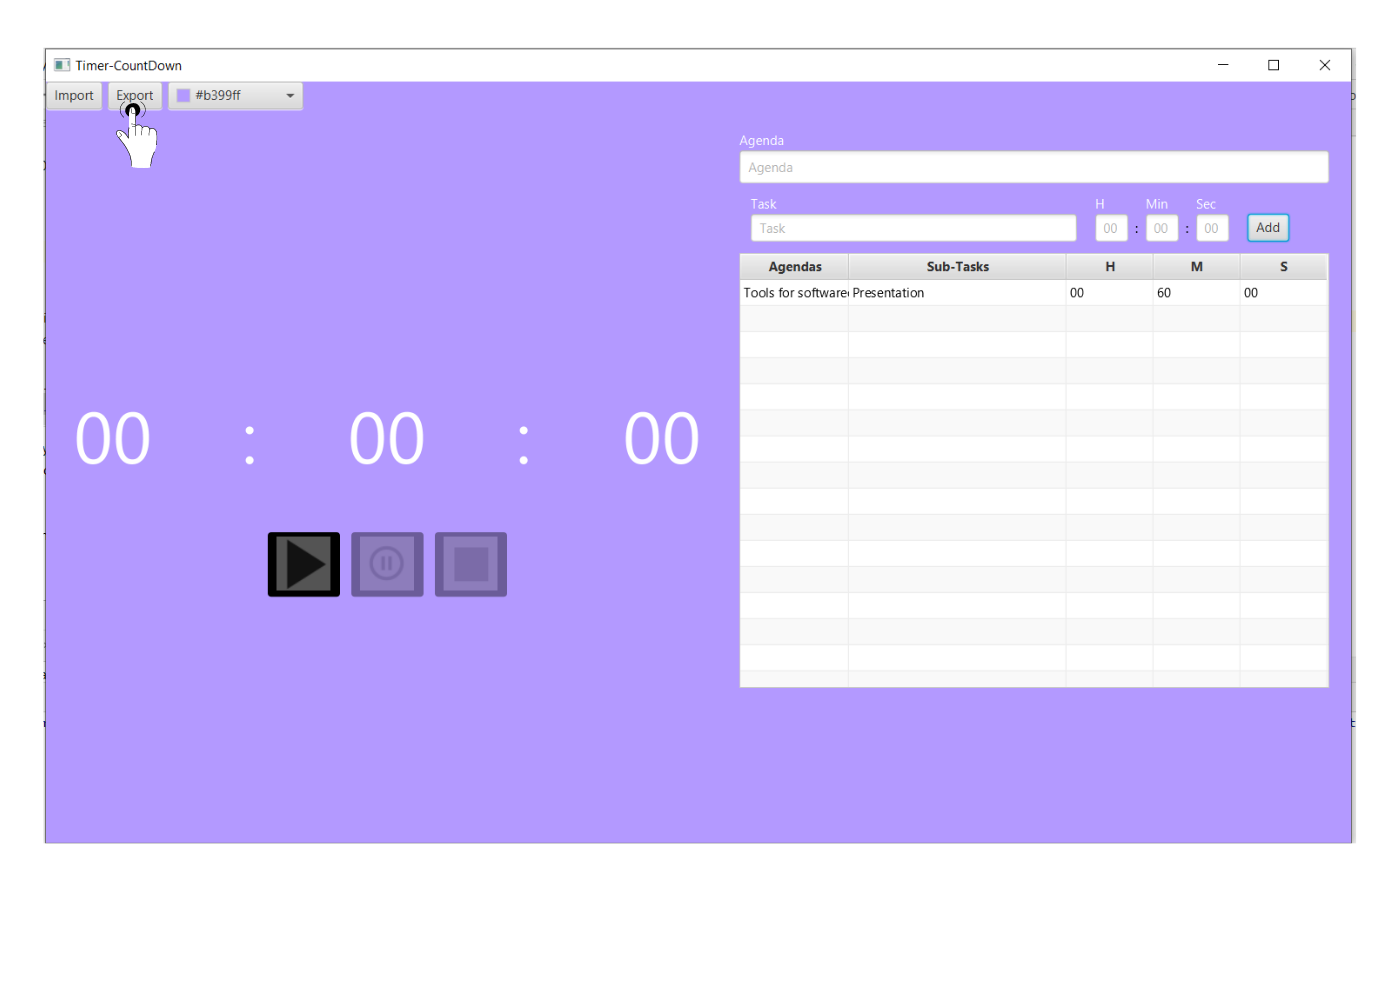 Timer-CountDown
Import Export #b399ff
Agenda
Agenda
Task H Min Sec
Task 00 : 00 : 00 Add
Agendas Sub-Tasks H M S
Tools for software Presentation 00 60 00
00 : 00 : 00